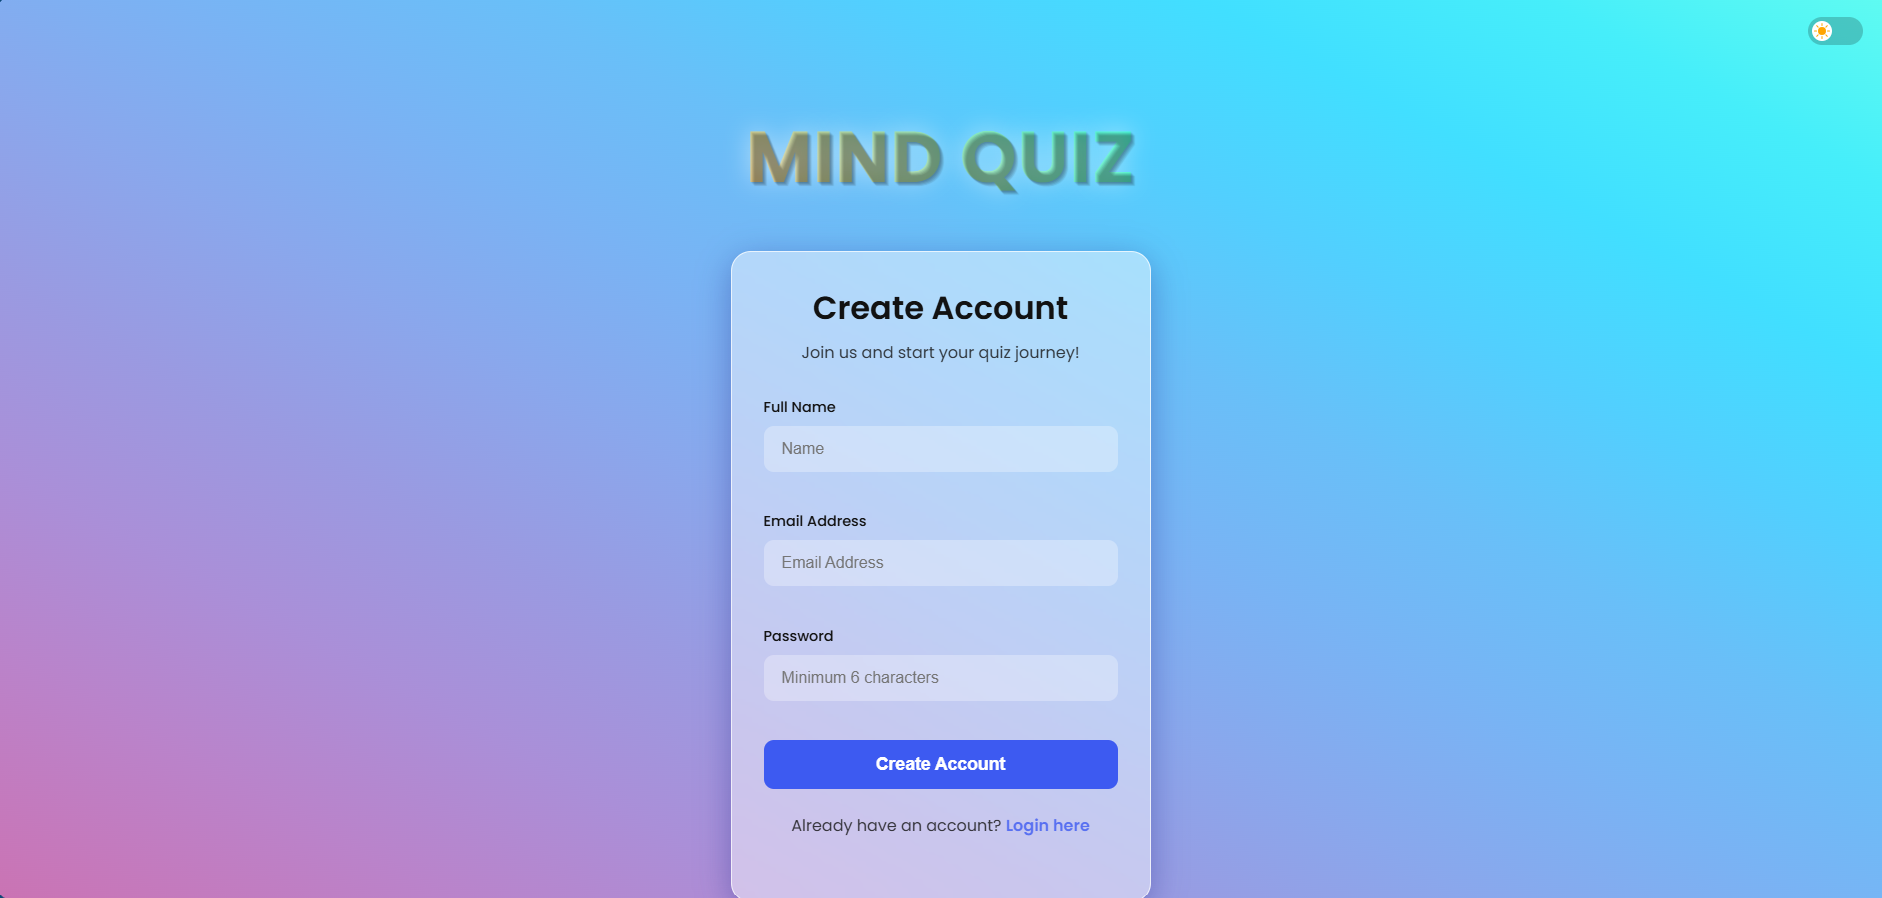 MIND QUIZ
Create Account
Join us and start your quiz journey!
Full Name
Name
Email Address
Email Address
Password
Minimum 6 characters
Create Account
Already have an account? Login here